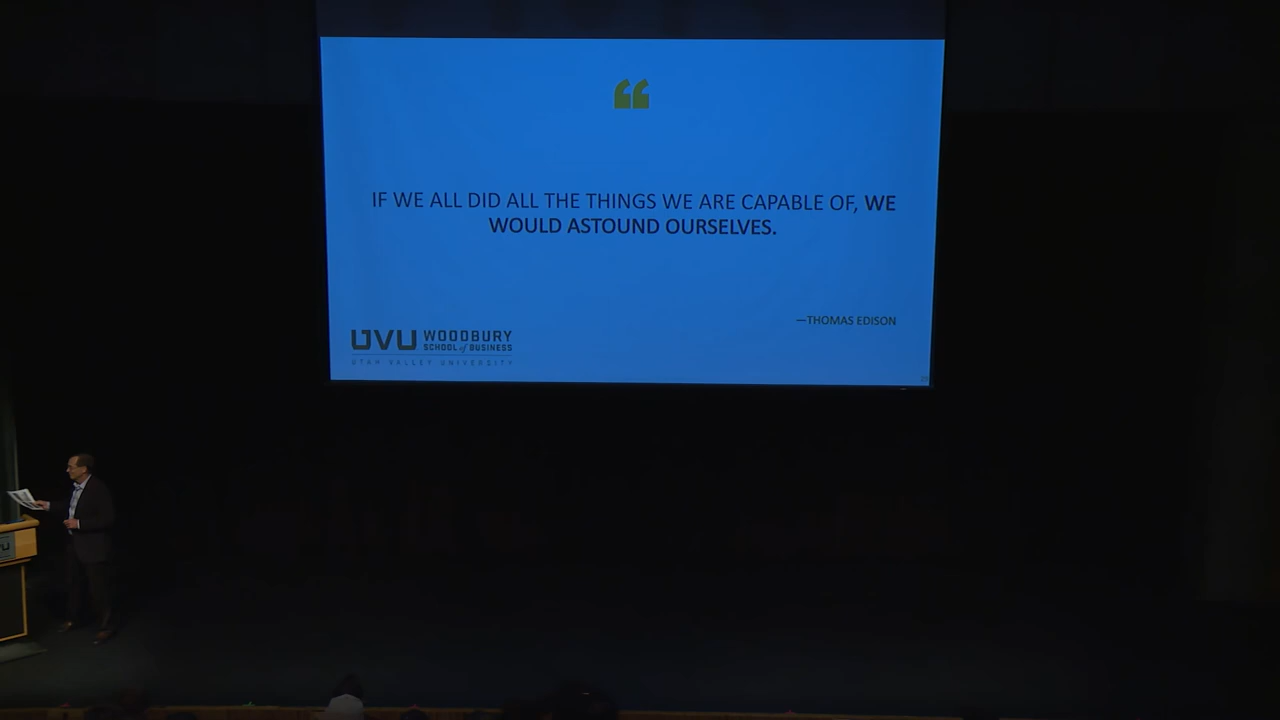 ❝
IF WE ALL DID ALL THE THINGS WE ARE CAPABLE OF, WE
WOULD ASTOUND OURSELVES.
—THOMAS EDISON
UVU WOODBURY
SCHOOL of BUSINESS
UTAH VALLEY UNIVERSITY